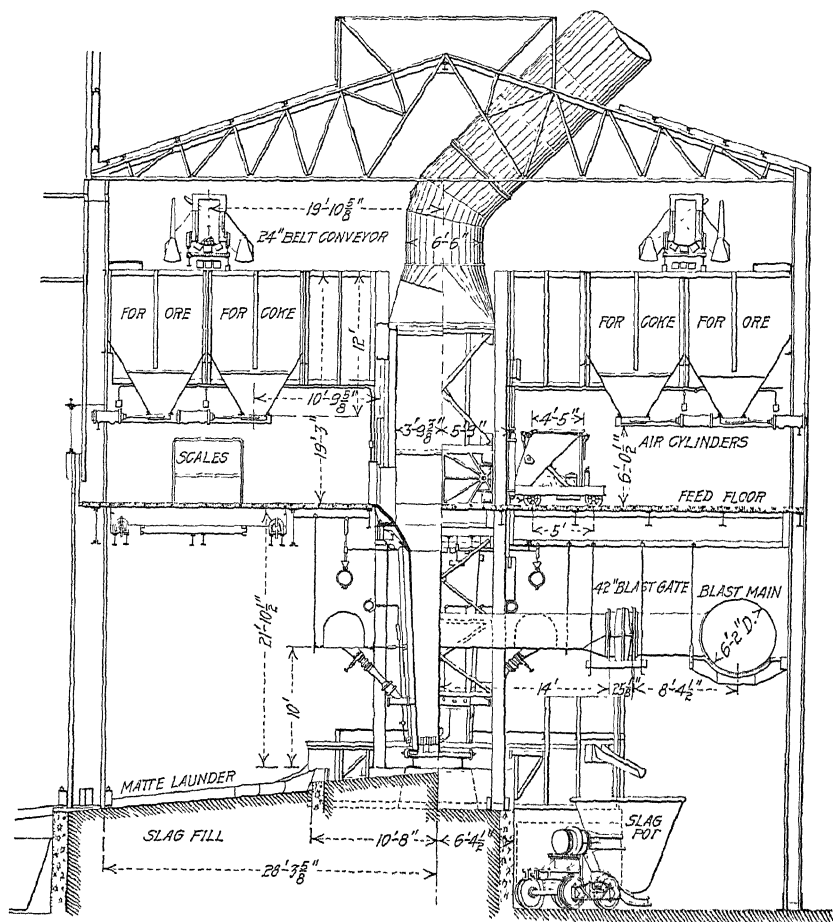 19'-10 5/8"
24" BELT CONVEYOR
6'-6"
FOR ORE
FOR COKE
FOR COKE
FOR ORE
12'
10'-9 5/8"
19'-3"
3'-9 3/8"
5'-9"
4'-5"
6'-0 1/2"
AIR CYLINDERS
SCALES
FEED FLOOR
5'
42" BLAST GATE
BLAST MAIN
6'-2" D.
21'-10 1/2"
10'
14'
8'-4 1/2"
MATTE LAUNDER
SLAG FILL
10'-8"
6'-4 1/2"
SLAG
POT
28'-3 5/8"